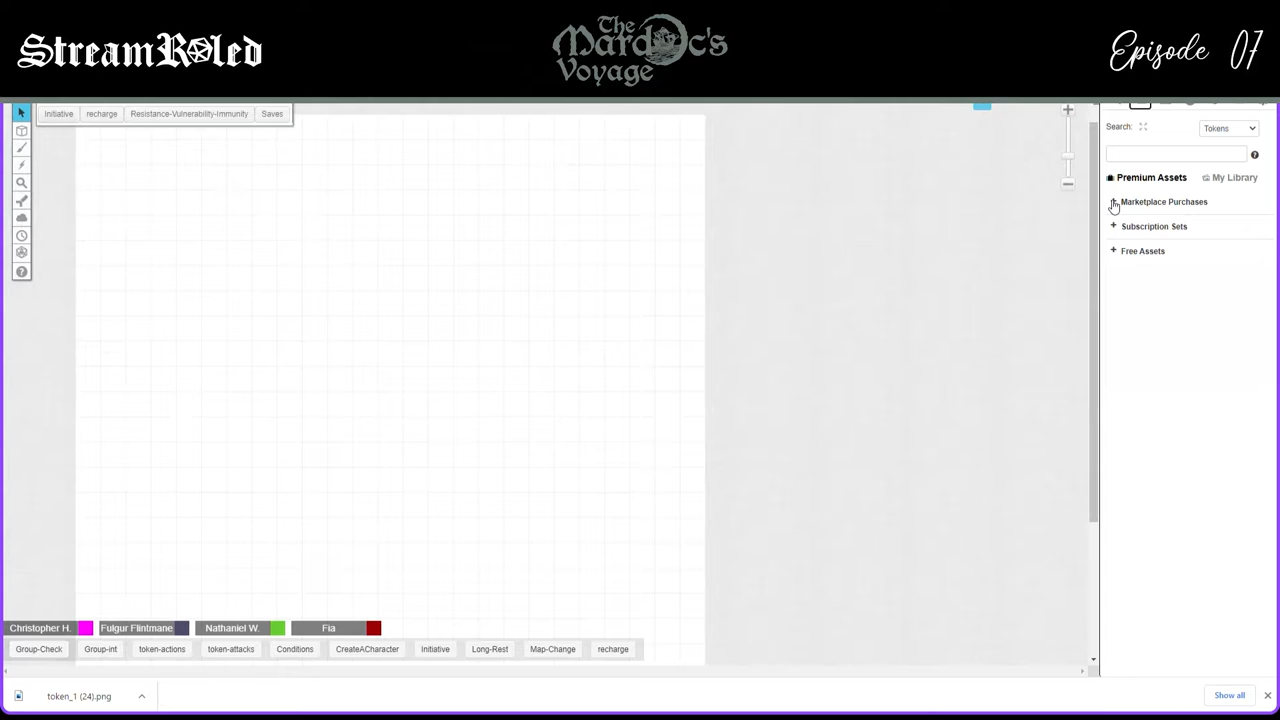 StreamRoled
The
Mardoc's
Voyage
Episode 07
Initiative recharge Resistance-Vulnerability-Immunity Saves
Search: Tokens
Premium Assets My Library
Marketplace Purchases
Subscription Sets
Free Assets
Christopher H. Fulgur Flintmane Nathaniel W. Fia
Group-Check Group-int token-actions token-attacks Conditions CreateACharacter Initiative Long-Rest Map-Change recharge
token_1 (24).png Show all